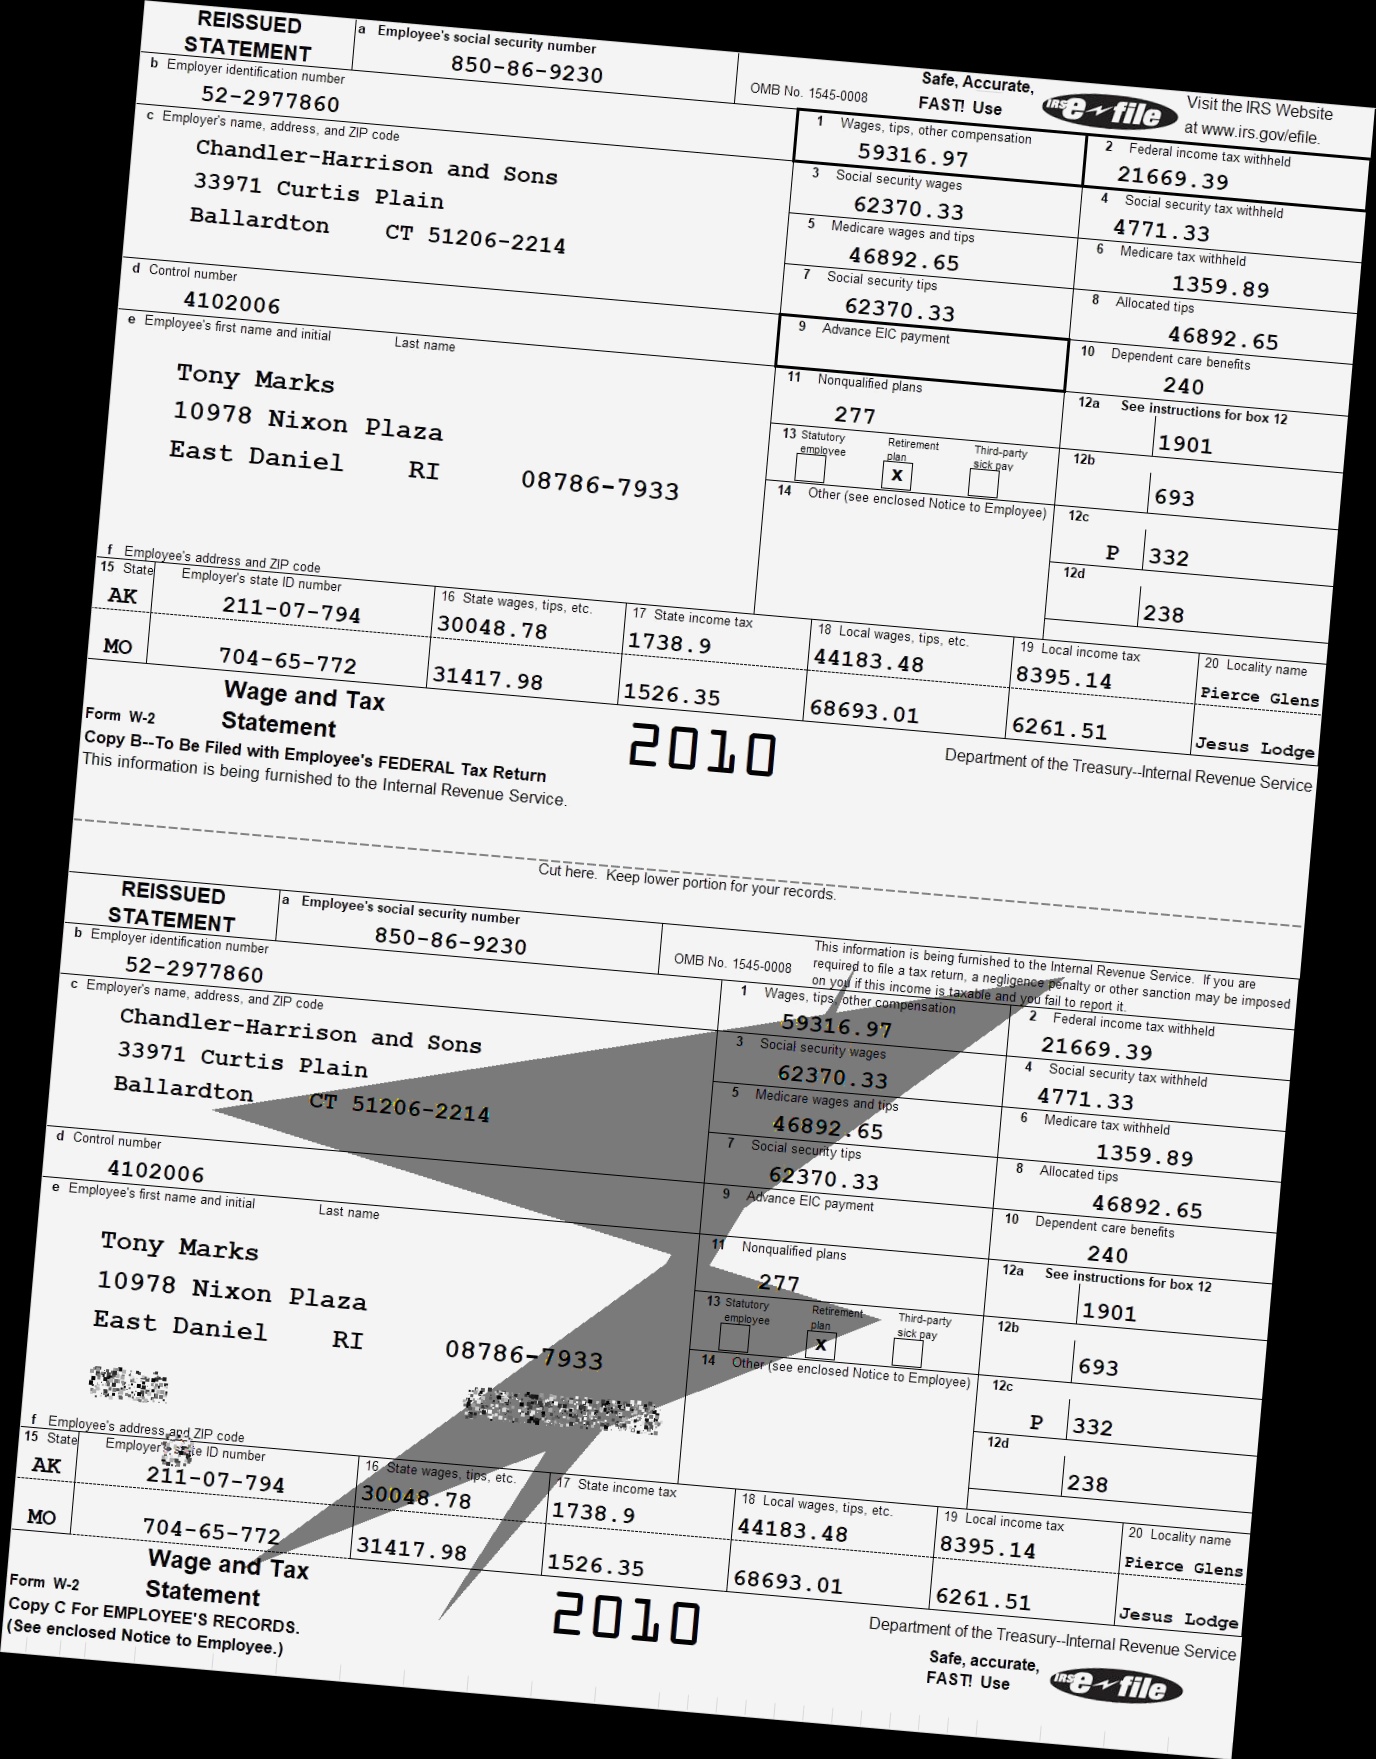 REISSUED
STATEMENT
a Employee's social security number
850-86-9230
OMB No. 1545-0008
Safe, Accurate,
FAST! Use
IRS e-file
Visit the IRS Website
at www.irs.gov/efile.
b Employer identification number
52-2977860
c Employer's name, address, and ZIP code
Chandler-Harrison and Sons
33971 Curtis Plain
Ballardton CT 51206-2214
1 Wages, tips, other compensation
59316.97
2 Federal income tax withheld
21669.39
3 Social security wages
62370.33
4 Social security tax withheld
4771.33
5 Medicare wages and tips
46892.65
6 Medicare tax withheld
1359.89
d Control number
4102006
7 Social security tips
62370.33
8 Allocated tips
46892.65
e Employee's first name and initial Last name
Tony Marks
10978 Nixon Plaza
East Daniel RI 08786-7933
9 Advance EIC payment
10 Dependent care benefits
240
11 Nonqualified plans
277
12a See instructions for box 12
1901
13 Statutory employee
Retirement plan
X
Third-party sick pay
12b
693
14 Other (see enclosed Notice to Employee)
12c
P 332
12d
238
f Employee's address and ZIP code
15 State Employer's state ID number
16 State wages, tips, etc.
17 State income tax
18 Local wages, tips, etc.
19 Local income tax
20 Locality name
AK 211-07-794 30048.78 1738.9 44183.48 8395.14 Pierce Glens
MO 704-65-772 31417.98 1526.35 68693.01 6261.51 Jesus Lodge
Form W-2 Wage and Tax
Statement
2010
Department of the Treasury--Internal Revenue Service
Copy B--To Be Filed with Employee's FEDERAL Tax Return
This information is being furnished to the Internal Revenue Service.
Cut here. Keep lower portion for your records.
REISSUED
STATEMENT
a Employee's social security number
850-86-9230
OMB No. 1545-0008
This information is being furnished to the Internal Revenue Service. If you are
required to file a tax return, a negligence penalty or other sanction may be imposed
on you if this income is taxable and you fail to report it.
b Employer identification number
52-2977860
c Employer's name, address, and ZIP code
Chandler-Harrison and Sons
33971 Curtis Plain
Ballardton CT 51206-2214
1 Wages, tips, other compensation
59316.97
2 Federal income tax withheld
21669.39
3 Social security wages
62370.33
4 Social security tax withheld
4771.33
5 Medicare wages and tips
46892.65
6 Medicare tax withheld
1359.89
d Control number
4102006
7 Social security tips
62370.33
8 Allocated tips
46892.65
e Employee's first name and initial Last name
Tony Marks
10978 Nixon Plaza
East Daniel RI 08786-7933
9 Advance EIC payment
10 Dependent care benefits
240
11 Nonqualified plans
277
12a See instructions for box 12
1901
13 Statutory employee
Retirement plan
X
Third-party sick pay
12b
693
14 Other (see enclosed Notice to Employee)
12c
P 332
12d
238
f Employee's address and ZIP code
15 State Employer's state ID number
16 State wages, tips, etc.
17 State income tax
18 Local wages, tips, etc.
19 Local income tax
20 Locality name
AK 211-07-794 30048.78 1738.9 44183.48 8395.14 Pierce Glens
MO 704-65-772 31417.98 1526.35 68693.01 6261.51 Jesus Lodge
Form W-2 Wage and Tax
Statement
2010
Department of the Treasury--Internal Revenue Service
Copy C For EMPLOYEE'S RECORDS.
(See enclosed Notice to Employee.)
Safe, accurate,
FAST! Use
IRS e-file